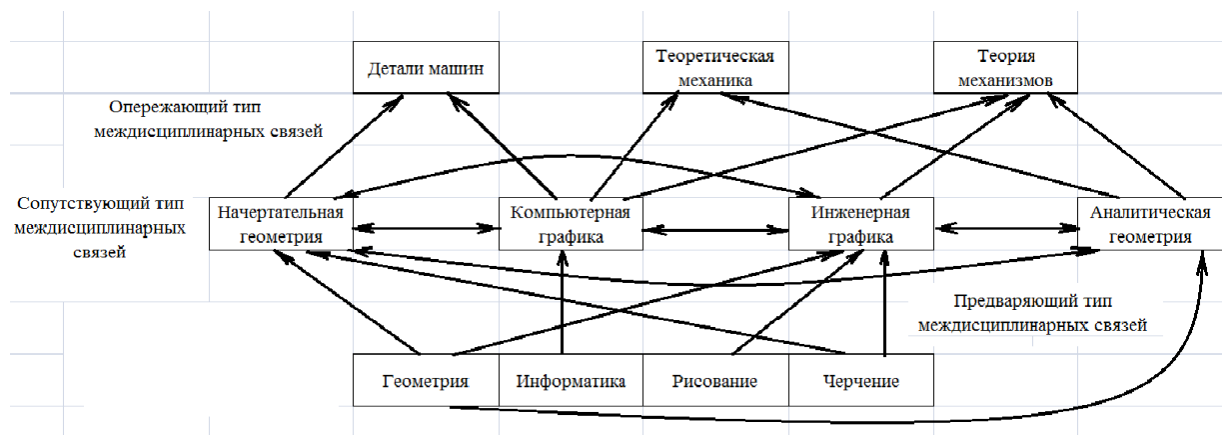 Детали машин
Теоретическая
механика
Теория
механизмов
Опережающий тип
междисциплинарных связей
Сопутствующий тип
междисциплинарных
связей
Начертательная
геометрия
Компьютерная
графика
Инженерная
графика
Аналитическая
геометрия
Предваряющий тип
междисциплинарных связей
Геометрия
Информатика
Рисование
Черчение